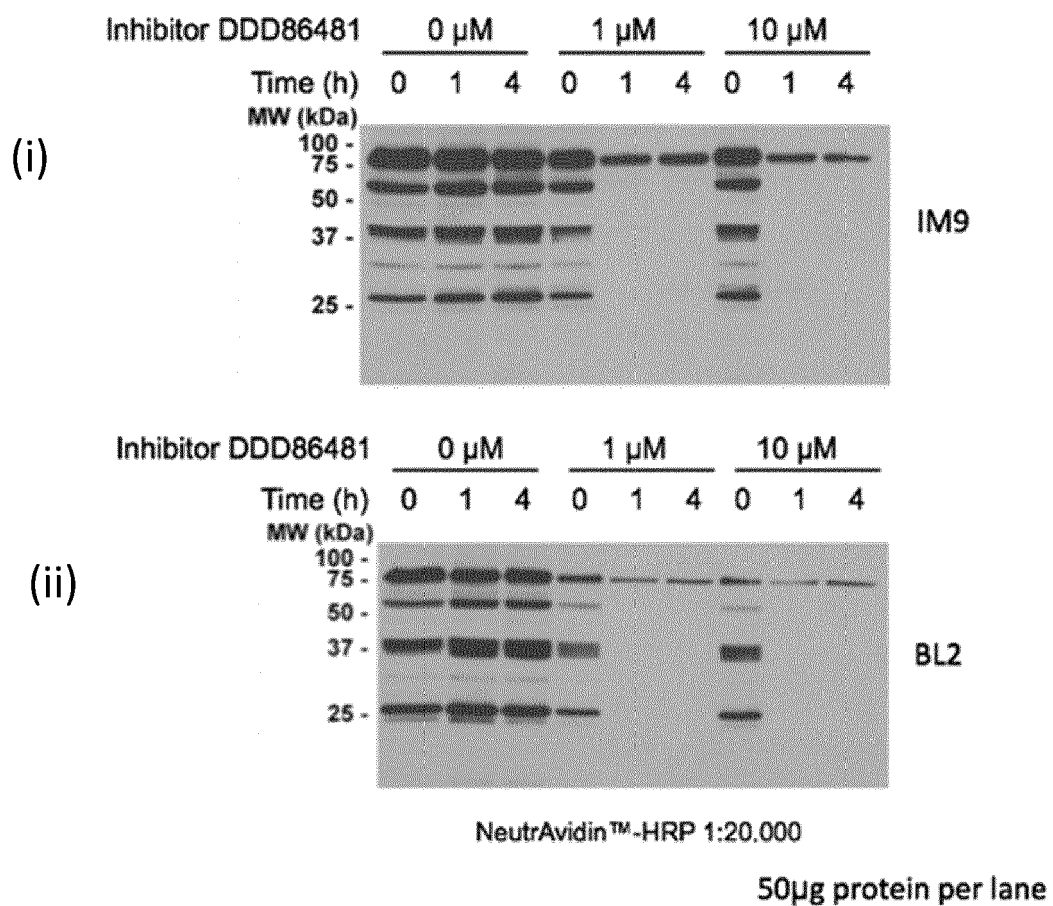 Inhibitor DDD86481 0 µM 1 µM 10 µM
Time (h) 0 1 4 0 1 4 0 1 4
MW (kDa)
(i)
100 -
75 -
50 -
37 -
25 -
IM9
Inhibitor DDD86481 0 µM 1 µM 10 µM
Time (h) 0 1 4 0 1 4 0 1 4
MW (kDa)
(ii)
100 -
75 -
50 -
37 -
25 -
BL2
NeutrAvidin™-HRP 1:20,000
50µg protein per lane